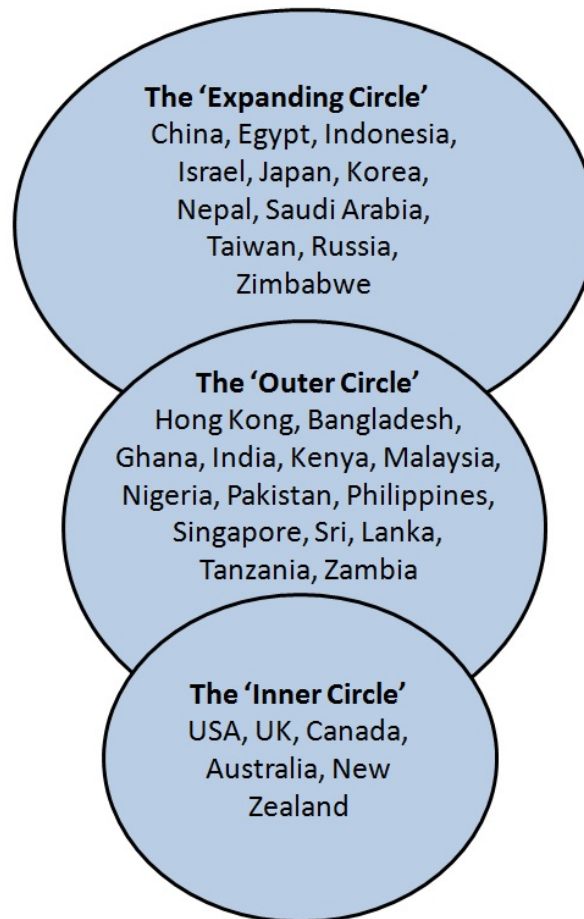 The ‘Expanding Circle’
China, Egypt, Indonesia,
Israel, Japan, Korea,
Nepal, Saudi Arabia,
Taiwan, Russia,
Zimbabwe
The ‘Outer Circle’
Hong Kong, Bangladesh,
Ghana, India, Kenya, Malaysia,
Nigeria, Pakistan, Philippines,
Singapore, Sri, Lanka,
Tanzania, Zambia
The ‘Inner Circle’
USA, UK, Canada,
Australia, New
Zealand